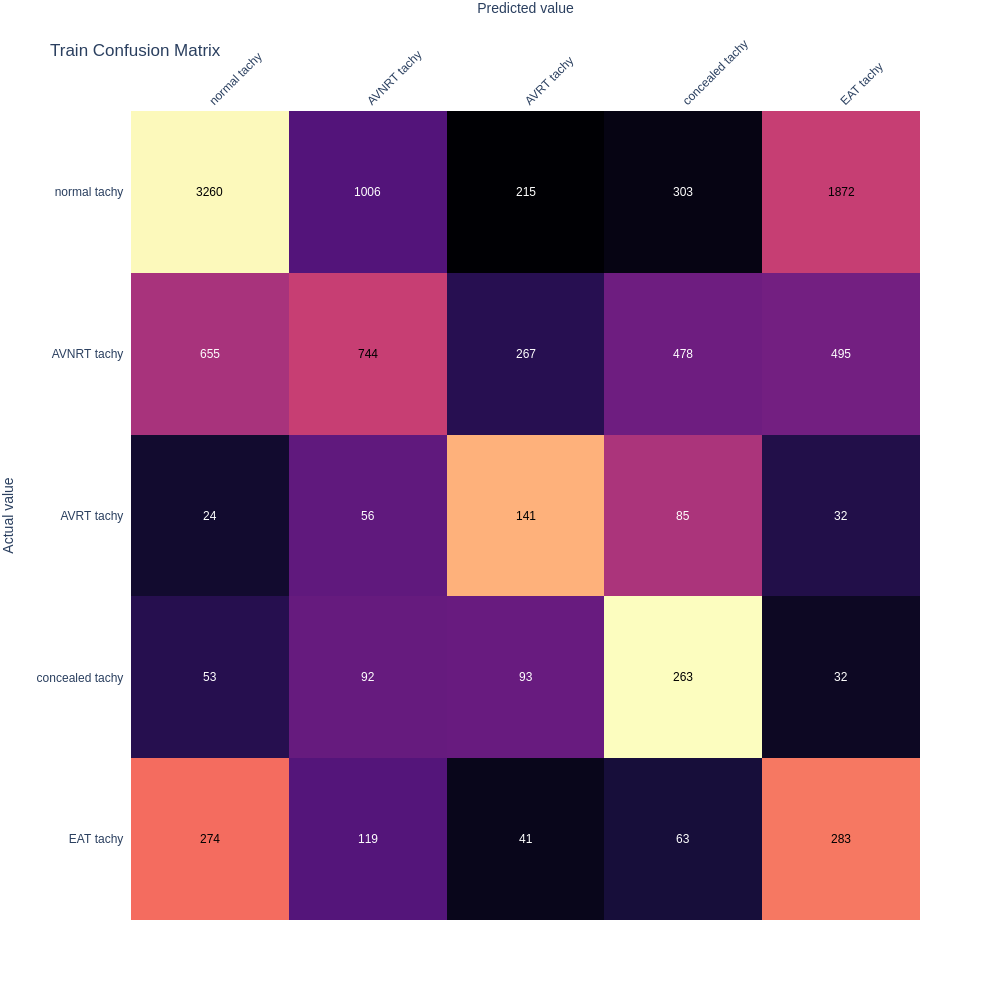 Predicted value
Train Confusion Matrix
normal tachy
AVNRT tachy
AVRT tachy
concealed tachy
EAT tachy
normal tachy 3260 1006 215 303 1872
AVNRT tachy 655 744 267 478 495
Actual value
AVRT tachy 24 56 141 85 32
concealed tachy 53 92 93 263 32
EAT tachy 274 119 41 63 283